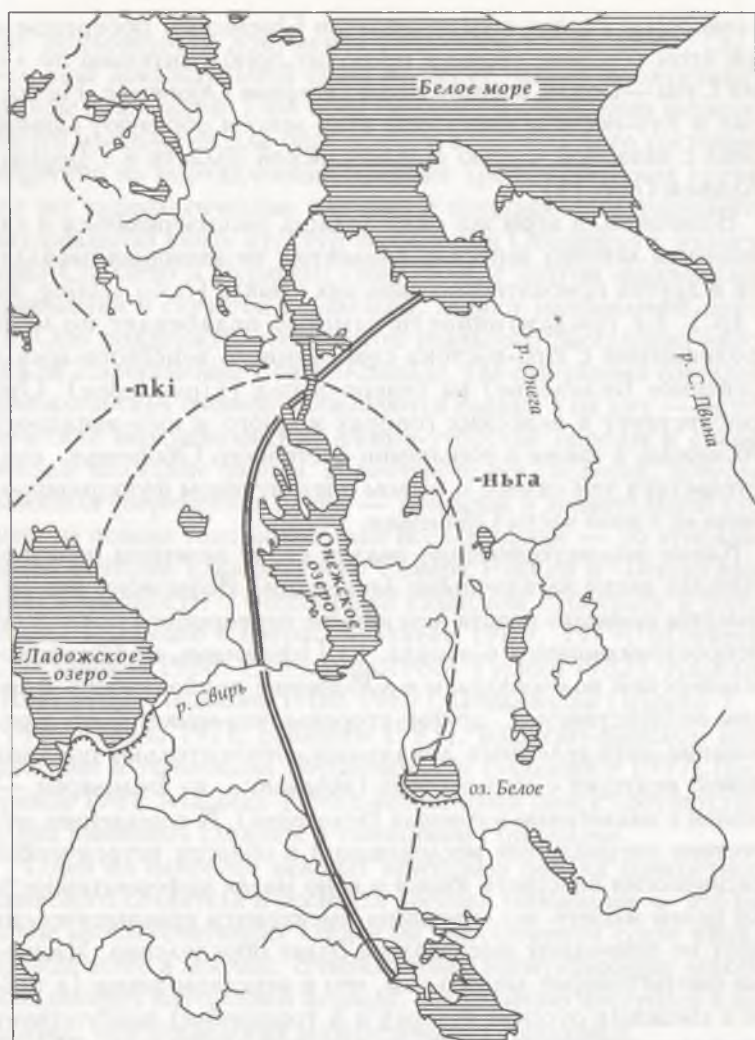 Белое море
р. Онега
р. С. Двина
-nki
-ньга
Онежское
озеро
Ладожское
озеро
р. Свирь
оз. Белое